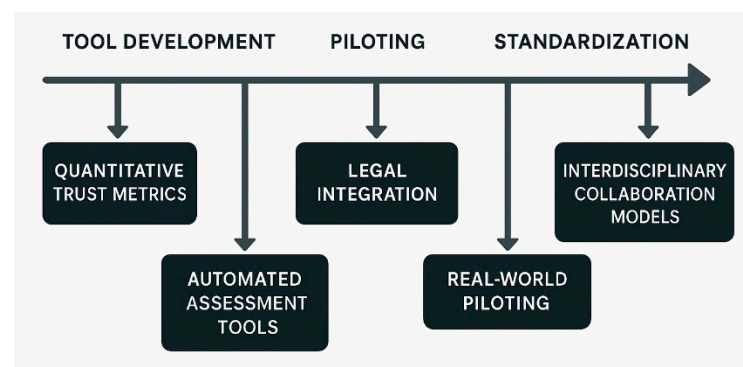 TOOL DEVELOPMENT
PILOTING
STANDARDIZATION
QUANTITATIVE
TRUST METRICS
LEGAL
INTEGRATION
INTERDISCIPLINARY
COLLABORATION
MODELS
AUTOMATED
ASSESSMENT
TOOLS
REAL-WORLD
PILOTING